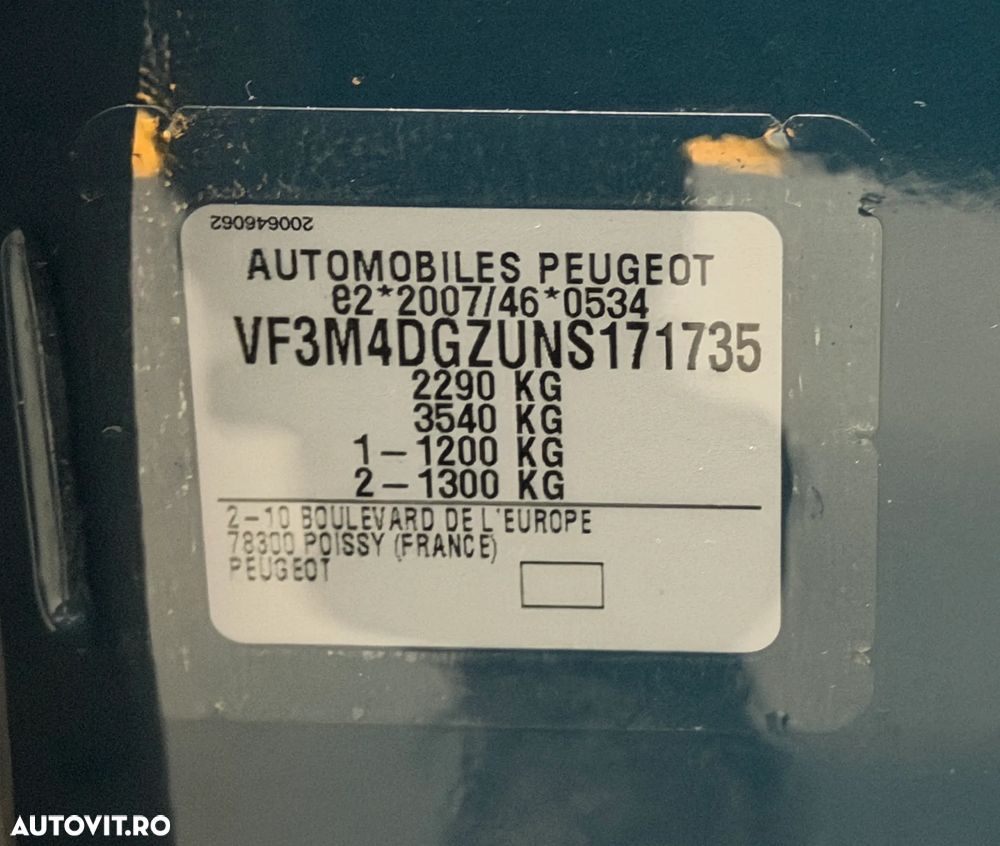 200646062
AUTOMOBILES PEUGEOT
e2*2007/46*0534
VF3M4DGZUNS171735
2290 KG
3540 KG
1-1200 KG
2-1300 KG
2-10 BOULEVARD DE L'EUROPE
78300 POISSY (FRANCE)
PEUGEOT
AUTOVIT.RO